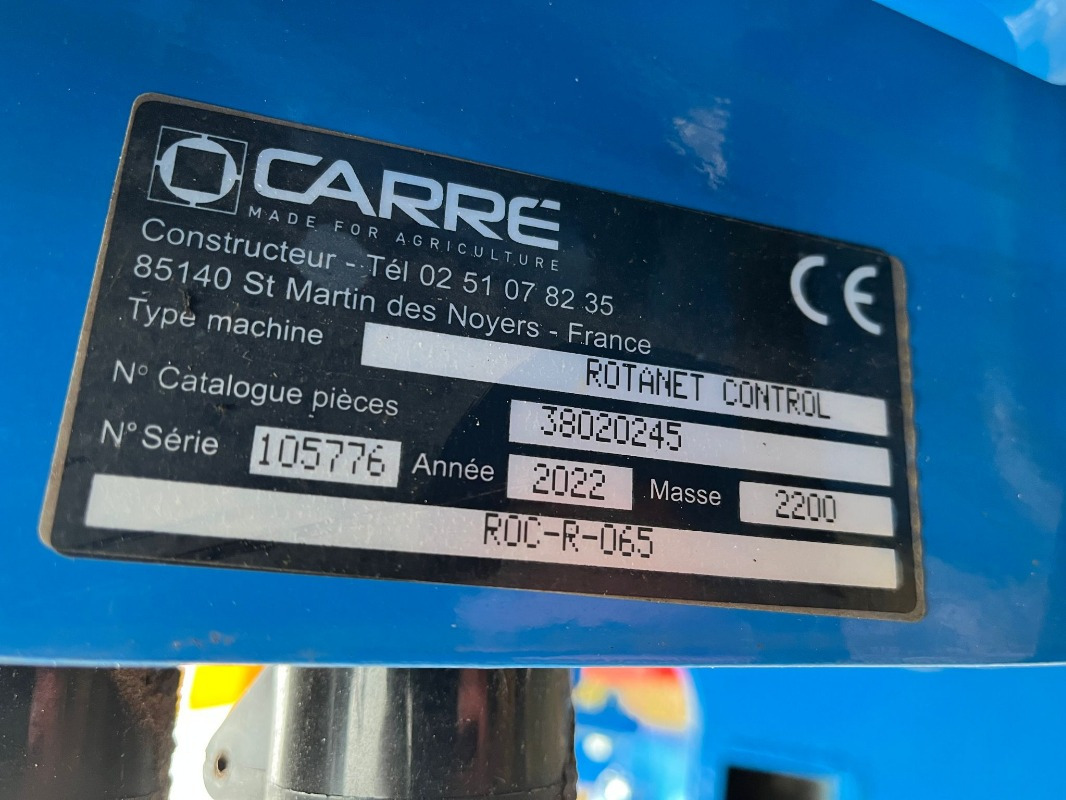 CARRÉ
MADE FOR AGRICULTURE
CE
Constructeur - Tél 02 51 07 82 35
85140 St Martin des Noyers - France
Type machine ROTANET CONTROL
N° Catalogue pièces 38020245
N° Série 105776 Année 2022 Masse 2200
ROC-R-065